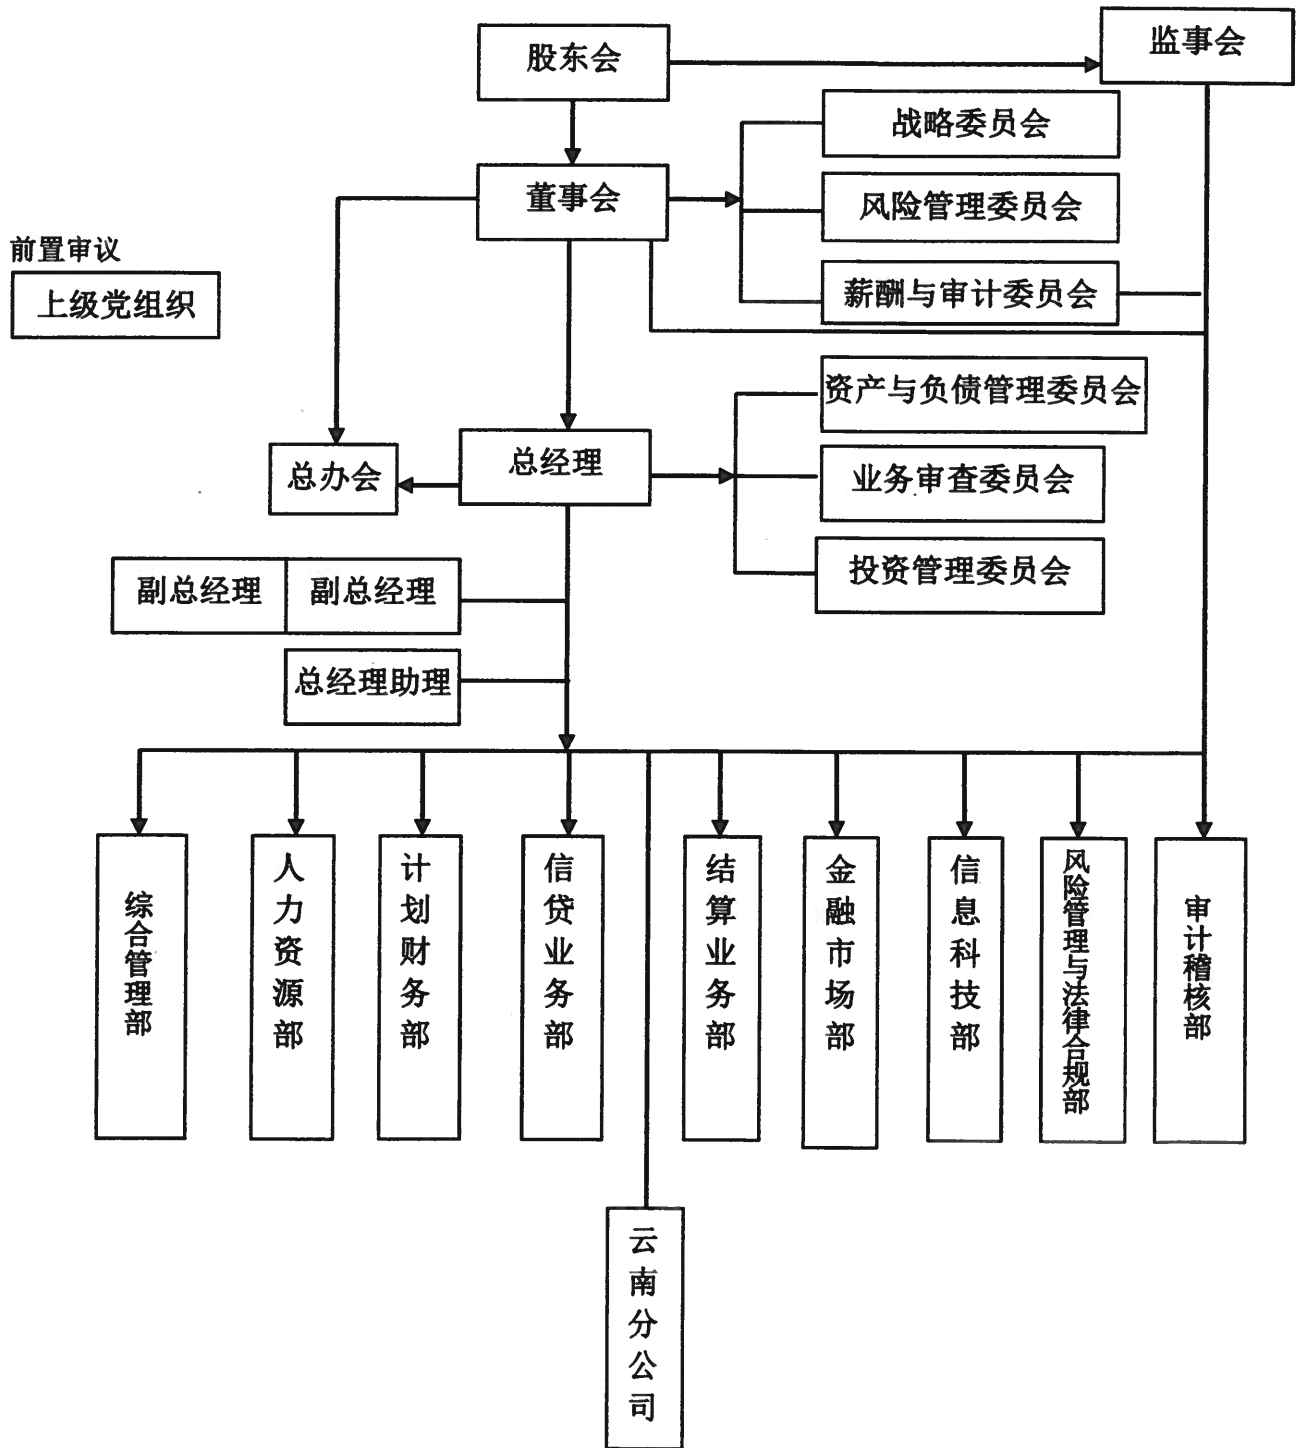 股东会
监事会
战略委员会
董事会
风险管理委员会
前置审议
上级党组织
薪酬与审计委员会
资产与负债管理委员会
总经理
总办会
业务审查委员会
投资管理委员会
副总经理
副总经理
总经理助理
综合管理部
人力资源部
计划财务部
信贷业务部
结算业务部
金融市场部
信息科技部
风险管理与法律合规部
审计稽核部
云南分公司